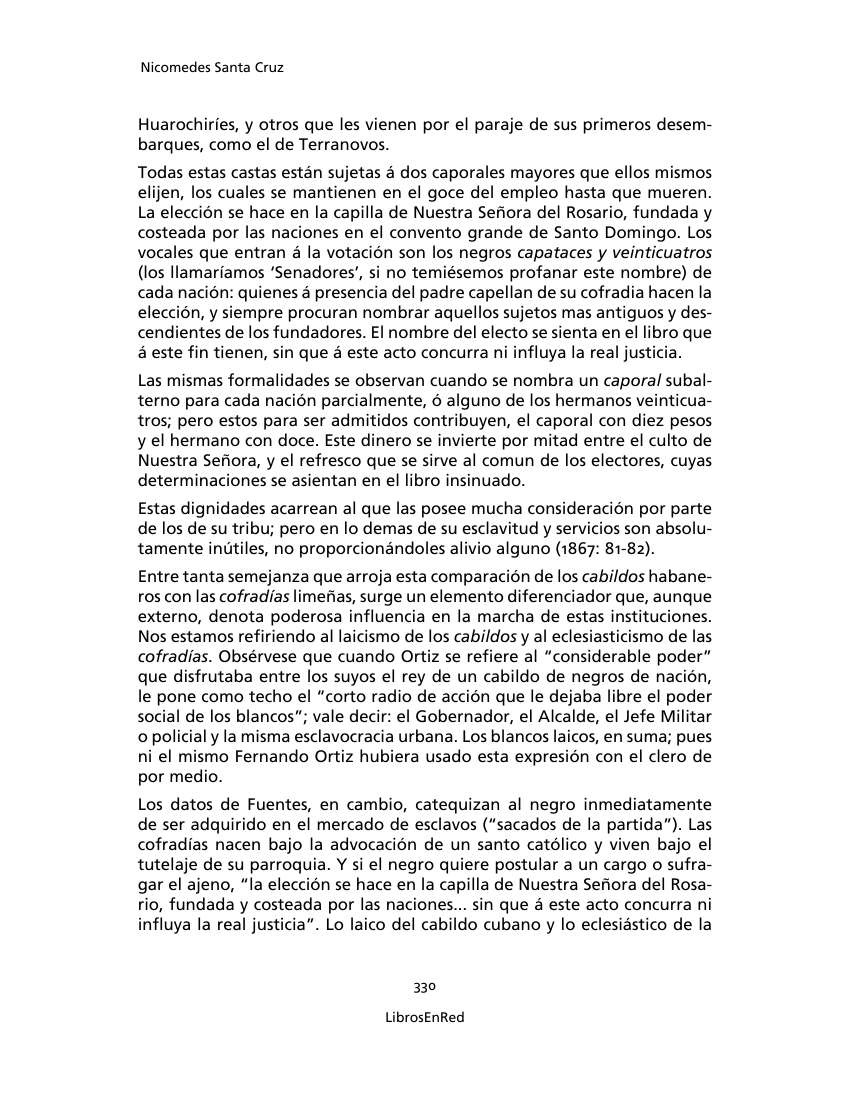 Nicomedes Santa Cruz
Huarochiríes, y otros que les vienen por el paraje de sus primeros desem-
barques, como el de Terranovos.
Todas estas castas están sujetas á dos caporales mayores que ellos mismos
elijen, los cuales se mantienen en el goce del empleo hasta que mueren.
La elección se hace en la capilla de Nuestra Señora del Rosario, fundada y
costeada por las naciones en el convento grande de Santo Domingo. Los
vocales que entran á la votación son los negros capataces y veinticuatros
(los llamaríamos ‘Senadores’, si no temiésemos profanar este nombre) de
cada nación: quienes á presencia del padre capellan de su cofradia hacen la
elección, y siempre procuran nombrar aquellos sujetos mas antiguos y des-
cendientes de los fundadores. El nombre del electo se sienta en el libro que
á este fin tienen, sin que á este acto concurra ni influya la real justicia.
Las mismas formalidades se observan cuando se nombra un caporal subal-
terno para cada nación parcialmente, ó alguno de los hermanos veinticua-
tros; pero estos para ser admitidos contribuyen, el caporal con diez pesos
y el hermano con doce. Este dinero se invierte por mitad entre el culto de
Nuestra Señora, y el refresco que se sirve al comun de los electores, cuyas
determinaciones se asientan en el libro insinuado.
Estas dignidades acarrean al que las posee mucha consideración por parte
de los de su tribu; pero en lo demas de su esclavitud y servicios son absolu-
tamente inútiles, no proporcionándoles alivio alguno (1867: 81-82).
Entre tanta semejanza que arroja esta comparación de los cabildos habane-
ros con las cofradías limeñas, surge un elemento diferenciador que, aunque
externo, denota poderosa influencia en la marcha de estas instituciones.
Nos estamos refiriendo al laicismo de los cabildos y al eclesiasticismo de las
cofradías. Obsérvese que cuando Ortiz se refiere al “considerable poder”
que disfrutaba entre los suyos el rey de un cabildo de negros de nación,
le pone como techo el “corto radio de acción que le dejaba libre el poder
social de los blancos”; vale decir: el Gobernador, el Alcalde, el Jefe Militar
o policial y la misma esclavocracia urbana. Los blancos laicos, en suma; pues
ni el mismo Fernando Ortiz hubiera usado esta expresión con el clero de
por medio.
Los datos de Fuentes, en cambio, catequizan al negro inmediatamente
de ser adquirido en el mercado de esclavos (“sacados de la partida”). Las
cofradías nacen bajo la advocación de un santo católico y viven bajo el
tutelaje de su parroquia. Y si el negro quiere postular a un cargo o sufra-
gar el ajeno, “la elección se hace en la capilla de Nuestra Señora del Rosa-
rio, fundada y costeada por las naciones... sin que á este acto concurra ni
influya la real justicia”. Lo laico del cabildo cubano y lo eclesiástico de la
330
LibrosEnRed